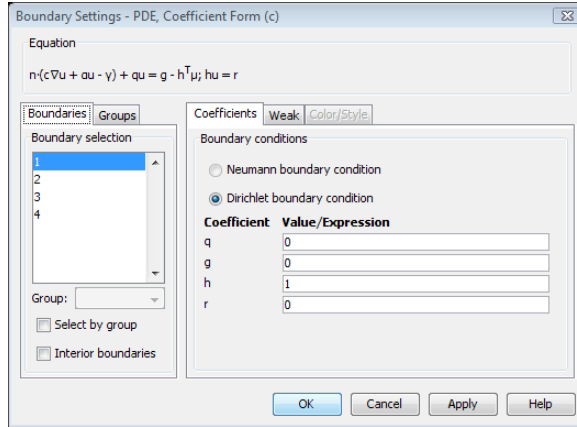 Boundary Settings - PDE, Coefficient Form (c)
Equation
n·(c∇u + αu - γ) + qu = g - hᵀμ; hu = r
Boundaries Groups
Coefficients Weak Color/Style
Boundary selection
1
2
3
4
Group:
Select by group
Interior boundaries
Boundary conditions
Neumann boundary condition
Dirichlet boundary condition
Coefficient Value/Expression
q 0
g 0
h 1
r 0
OK Cancel Apply Help